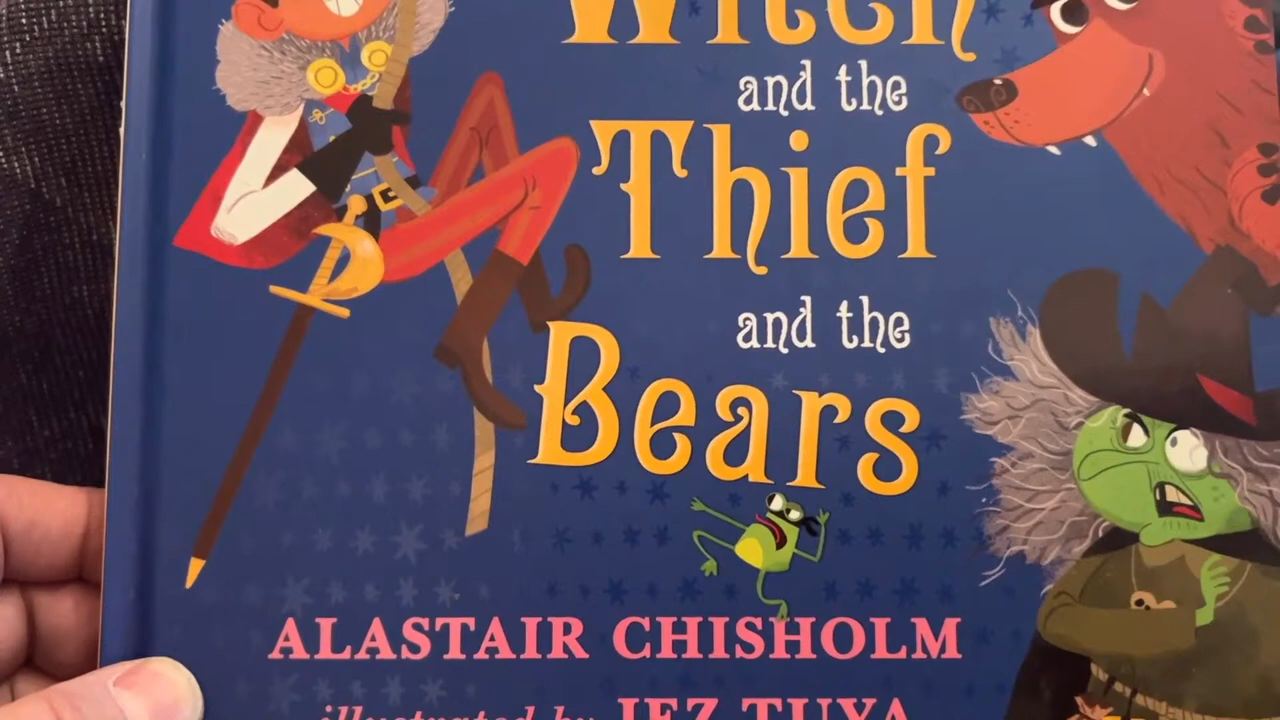 Witch
and the
Thief
and the
Bears
ALASTAIR CHISHOLM
illustrated by JEZ TUYA